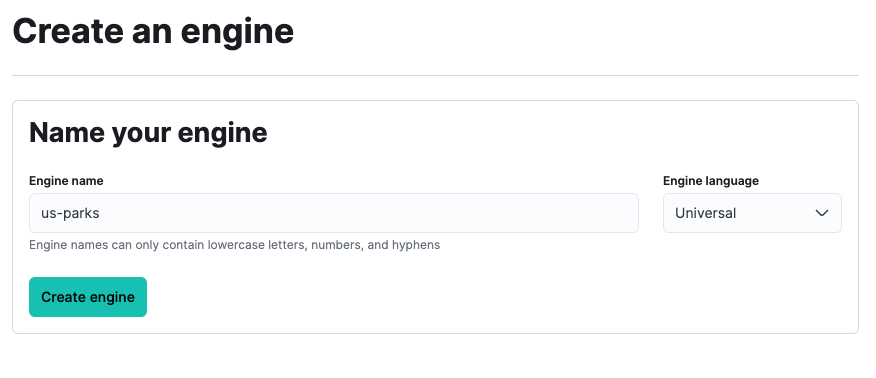 Create an engine
Name your engine
Engine name
Engine language
us-parks
Universal
Engine names can only contain lowercase letters, numbers, and hyphens
Create engine